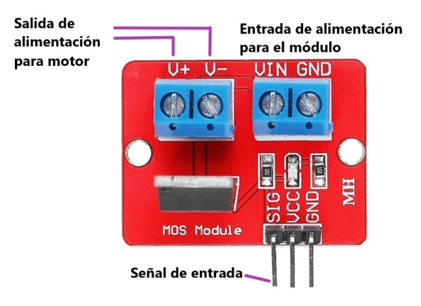 Salida de
alimentación
para motor
Entrada de alimentación
para el módulo
V+ V- VIN GND
SIG
VCC
GND
MH
MOS Module
Señal de entrada